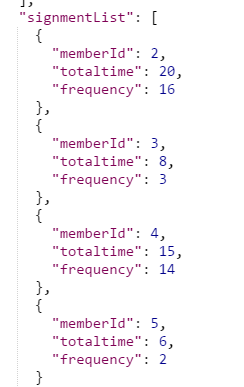 ],
"signmentList": [
{
"memberId": 2,
"totaltime": 20,
"frequency": 16
},
{
"memberId": 3,
"totaltime": 8,
"frequency": 3
},
{
"memberId": 4,
"totaltime": 15,
"frequency": 14
},
{
"memberId": 5,
"totaltime": 6,
"frequency": 2
}